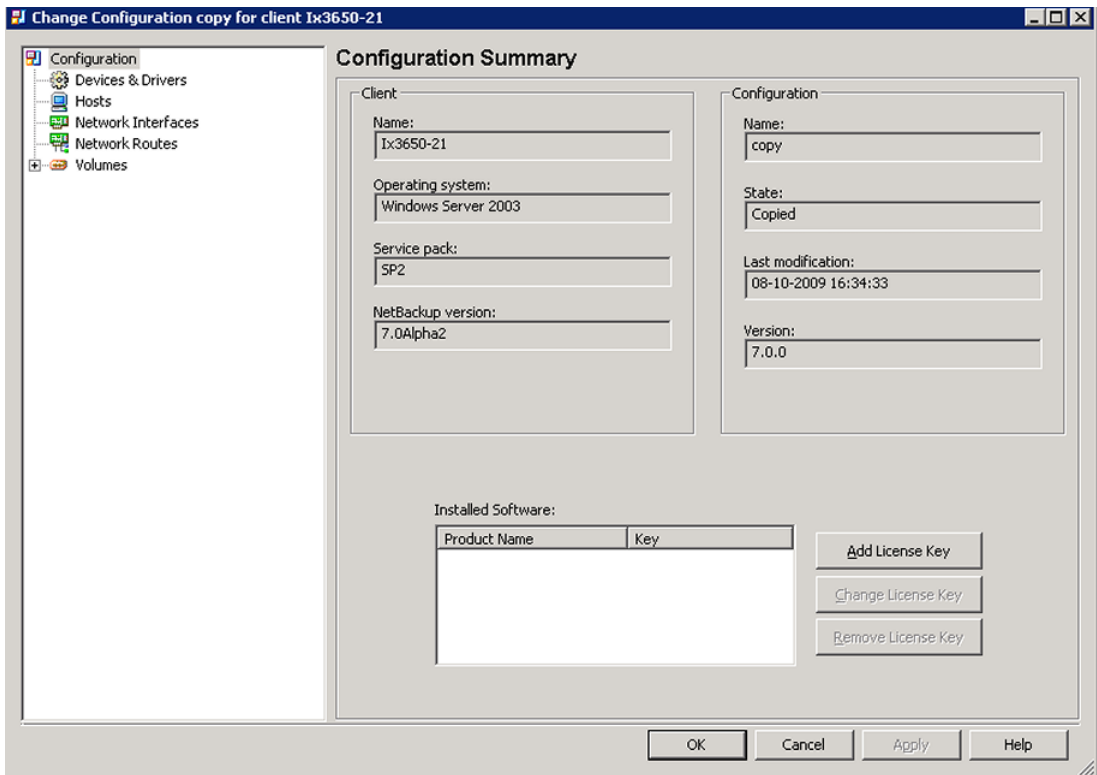 Change Configuration copy for client Ix3650-21
Configuration
Devices & Drivers
Hosts
Network Interfaces
Network Routes
Volumes
Configuration Summary
Client
Name:
Ix3650-21
Operating system:
Windows Server 2003
Service pack:
SP2
NetBackup version:
7.0Alpha2
Configuration
Name:
copy
State:
Copied
Last modification:
08-10-2009 16:34:33
Version:
7.0.0
Installed Software:
Product Name Key
Add License Key
Change License Key
Remove License Key
OK Cancel Apply Help